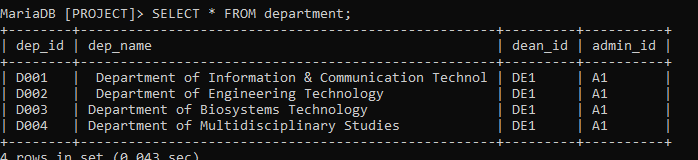 MariaDB [PROJECT]> SELECT * FROM department;
+--------+---------------------------------------------------+---------+----------+
| dep_id | dep_name                                          | dean_id | admin_id |
+--------+---------------------------------------------------+---------+----------+
| D001   |  Department of Information & Communication Technol | DE1     | A1       |
| D002   |  Department of Engineering Technology             | DE1     | A1       |
| D003   | Department of Biosystems Technology               | DE1     | A1       |
| D004   | Department of Multidisciplinary Studies           | DE1     | A1       |
+--------+---------------------------------------------------+---------+----------+
4 rows in set (0.043 sec)